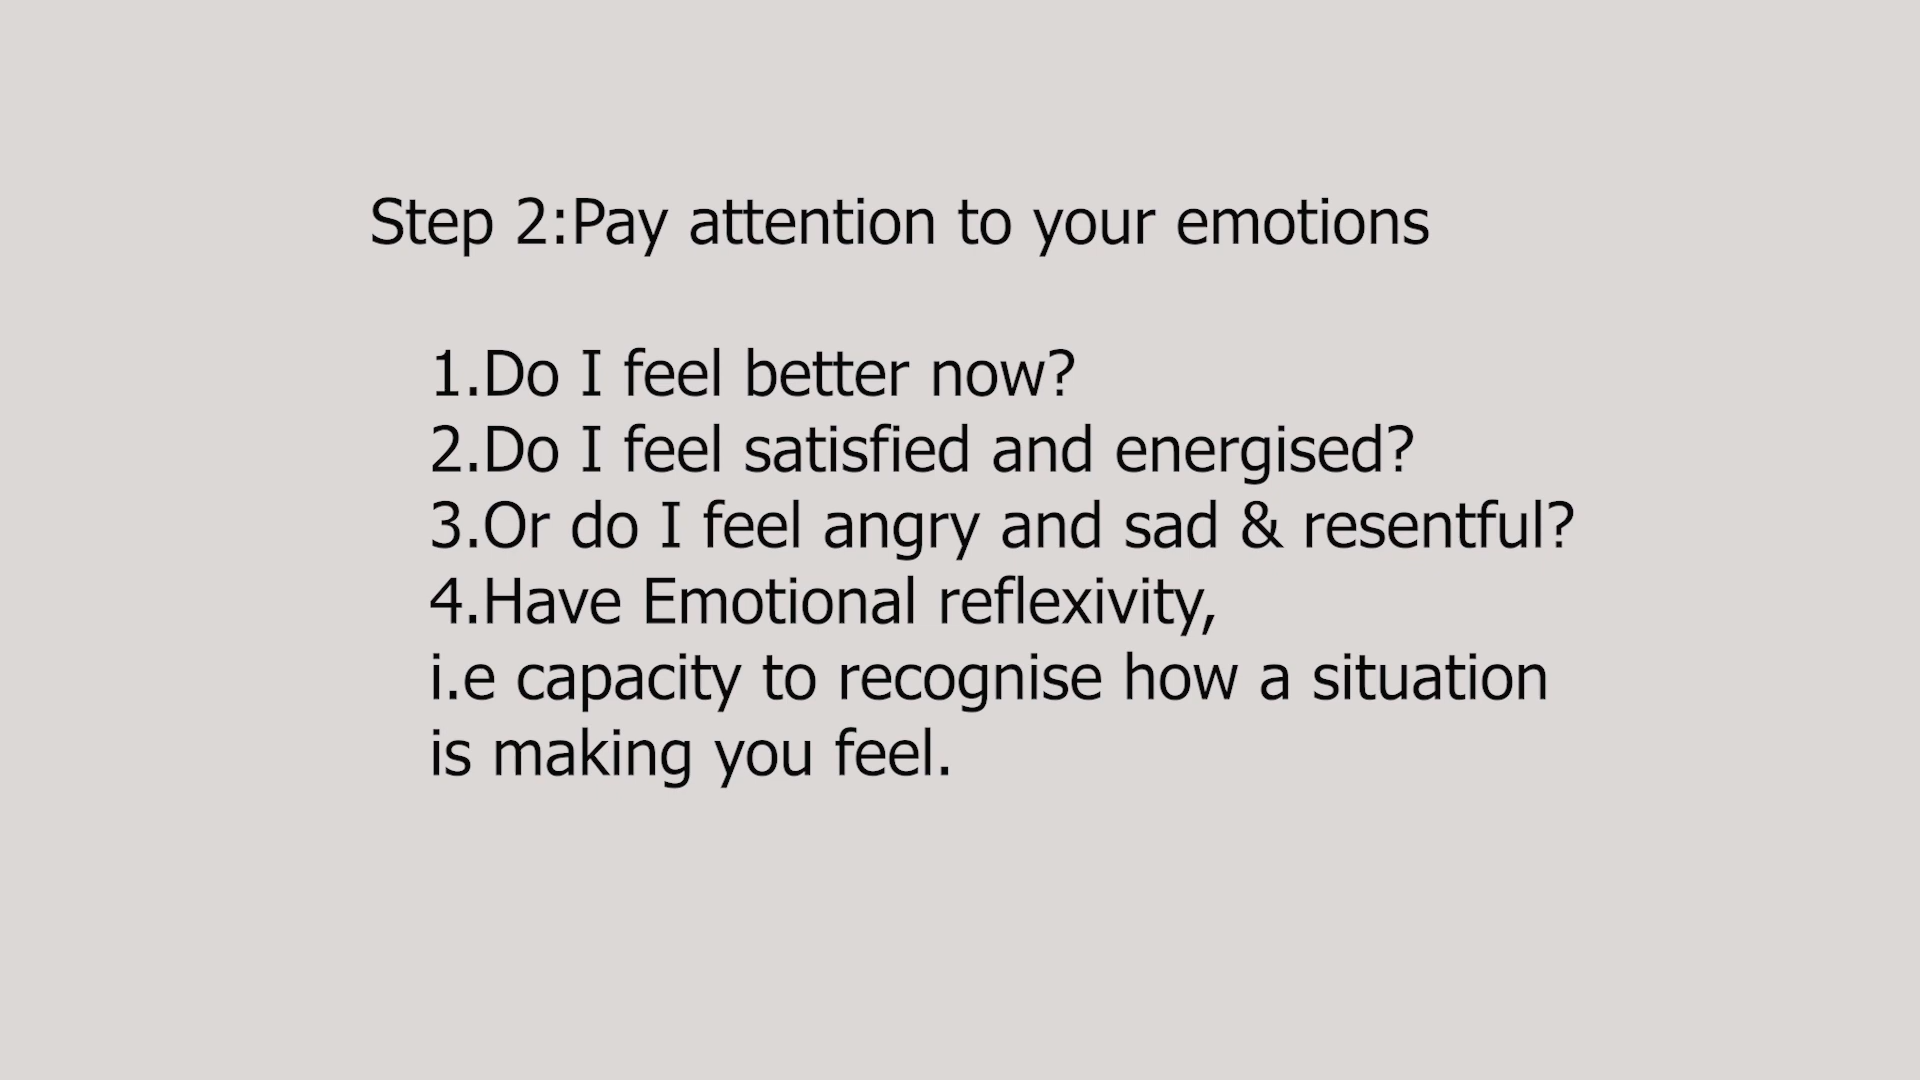 Step 2:Pay attention to your emotions
1.Do I feel better now?
2.Do I feel satisfied and energised?
3.Or do I feel angry and sad & resentful?
4.Have Emotional reflexivity,
i.e capacity to recognise how a situation
is making you feel.